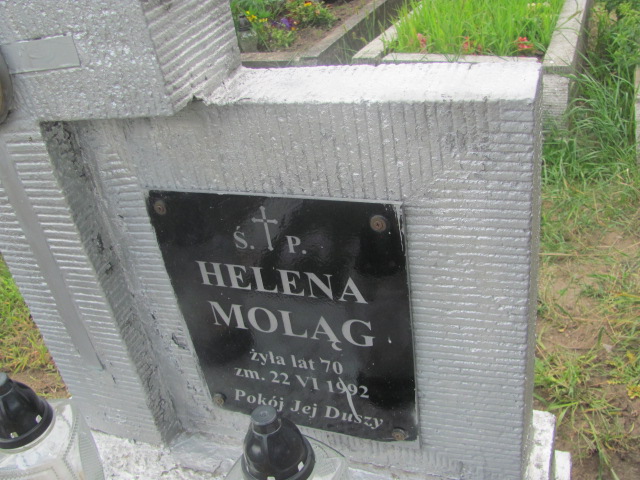 Ś. P.
HELENA
MOLĄG
żyła lat 70
zm. 22 VI 1992
Pokój Jej Duszy